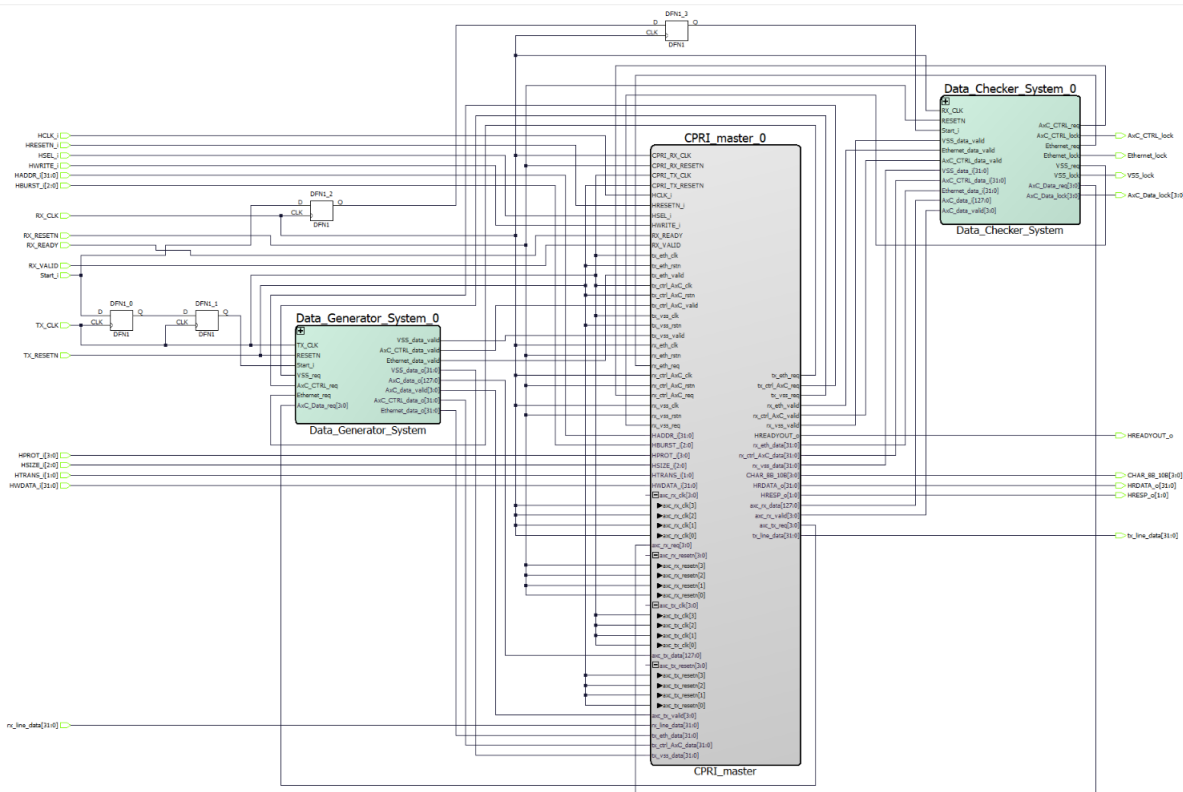 DFN1_3
D
Q
CLK
DFN1
HCLK_i
HRESETN_i
HSEL_i
HWRITE_i
HADDR_i[31:0]
HBURST_i[2:0]
RX_CLK
RX_RESETN
RX_READY
RX_VALID
Start_i
TX_CLK
TX_RESETN
HPROT_i[3:0]
HSIZE_i[2:0]
HTRANS_i[1:0]
HWDATA_i[31:0]
rx_line_data[31:0]
DFN1_2
D
Q
CLK
DFN1
DFN1_0
D
Q
CLK
DFN1
DFN1_1
D
Q
CLK
DFN1
Data_Generator_System_0
TX_CLK
RESETN
Start_i
VSS_req
AxC_CTRL_req
Ethernet_req
AxC_Data_req[3:0]
VSS_data_valid
AxC_CTRL_data_valid
Ethernet_data_valid
VSS_data_o[31:0]
AxC_data_o[127:0]
AxC_data_valid[3:0]
AxC_CTRL_data_o[31:0]
Ethernet_data_o[31:0]
Data_Generator_System
CPRI_master_0
CPRI_RX_CLK
CPRI_RX_RESETN
CPRI_TX_CLK
CPRI_TX_RESETN
HCLK_i
HRESETN_i
HSEL_i
HWRITE_i
RX_READY
RX_VALID
tx_eth_clk
tx_eth_rstn
tx_eth_valid
tx_ctrl_AxC_clk
tx_ctrl_AxC_rstn
tx_ctrl_AxC_valid
tx_vss_clk
tx_vss_rstn
tx_vss_valid
rx_eth_clk
rx_eth_rstn
rx_eth_req
rx_ctrl_AxC_clk
rx_ctrl_AxC_rstn
rx_ctrl_AxC_req
rx_vss_clk
rx_vss_rstn
rx_vss_req
HADDR_i[31:0]
HBURST_i[2:0]
HPROT_i[3:0]
HSIZE_i[2:0]
HTRANS_i[1:0]
HWDATA_i[31:0]
axc_rx_clk[3:0]
axc_rx_clk[3]
axc_rx_clk[2]
axc_rx_clk[1]
axc_rx_clk[0]
axc_rx_req[3:0]
axc_rx_resetn[3:0]
axc_rx_resetn[3]
axc_rx_resetn[2]
axc_rx_resetn[1]
axc_rx_resetn[0]
axc_tx_clk[3:0]
axc_tx_clk[3]
axc_tx_clk[2]
axc_tx_clk[1]
axc_tx_clk[0]
axc_tx_data[127:0]
axc_tx_resetn[3:0]
axc_tx_resetn[3]
axc_tx_resetn[2]
axc_tx_resetn[1]
axc_tx_resetn[0]
axc_tx_valid[3:0]
rx_line_data[31:0]
tx_eth_data[31:0]
tx_ctrl_AxC_data[31:0]
tx_vss_data[31:0]
tx_eth_req
tx_ctrl_AxC_req
tx_vss_req
rx_eth_valid
rx_ctrl_AxC_valid
rx_vss_valid
HREADYOUT_o
rx_eth_data[31:0]
rx_ctrl_AxC_data[31:0]
rx_vss_data[31:0]
CHAR_8B_10B[3:0]
HRDATA_o[31:0]
HRESP_o[1:0]
axc_rx_data[127:0]
axc_rx_valid[3:0]
axc_tx_req[3:0]
tx_line_data[31:0]
CPRI_master
Data_Checker_System_0
RX_CLK
RESETN
Start_i
VSS_data_valid
Ethernet_data_valid
AxC_CTRL_data_valid
VSS_data_i[31:0]
AxC_CTRL_data_i[31:0]
Ethernet_data_i[31:0]
AxC_data_i[127:0]
AxC_data_valid[3:0]
AxC_CTRL_req
AxC_CTRL_lock
Ethernet_req
Ethernet_lock
VSS_req
VSS_lock
AxC_Data_req[3:0]
AxC_Data_lock[3:0]
Data_Checker_System
AxC_CTRL_lock
Ethernet_lock
VSS_lock
AxC_Data_lock[3:0]
HREADYOUT_o
CHAR_8B_10B[3:0]
HRDATA_o[31:0]
HRESP_o[1:0]
tx_line_data[31:0]